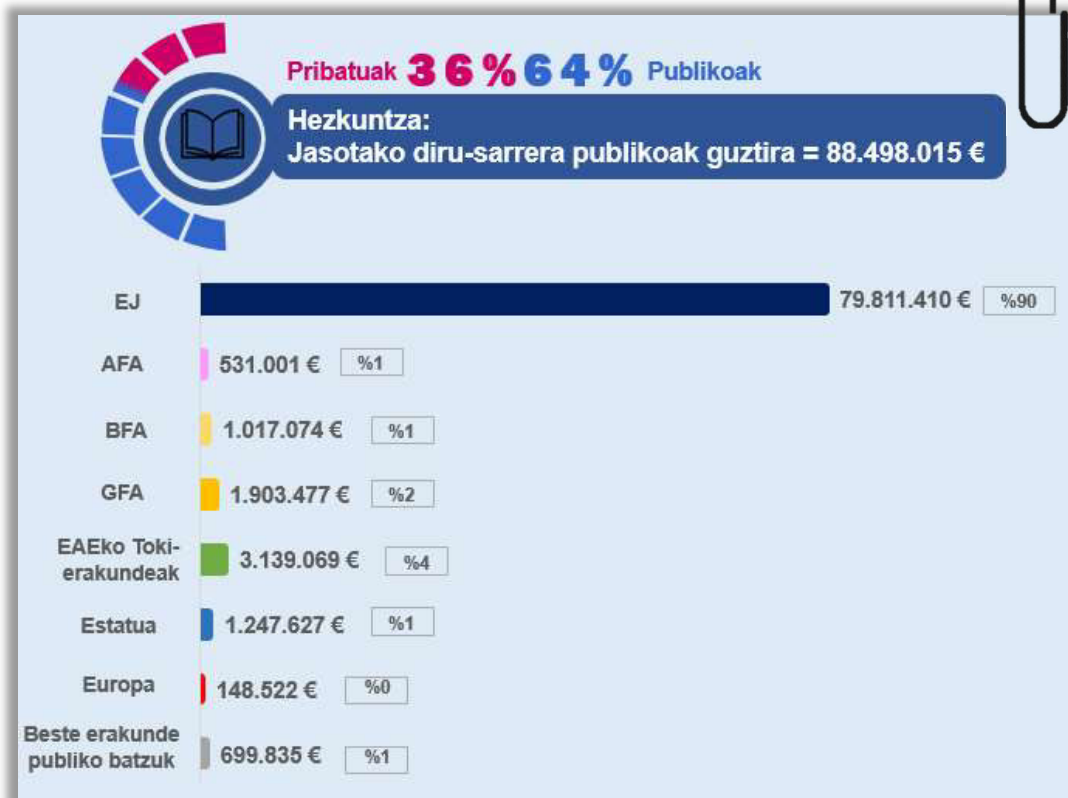 Pribatuak 36% 64% Publikoak
Hezkuntza:
Jasotako diru-sarrera publikoak guztira = 88.498.015 €
EJ 79.811.410 € %90
AFA 531.001 € %1
BFA 1.017.074 € %1
GFA 1.903.477 € %2
EAEko Toki-
erakundeak 3.139.069 € %4
Estatua 1.247.627 € %1
Europa 148.522 € %0
Beste erakunde
publiko batzuk 699.835 € %1